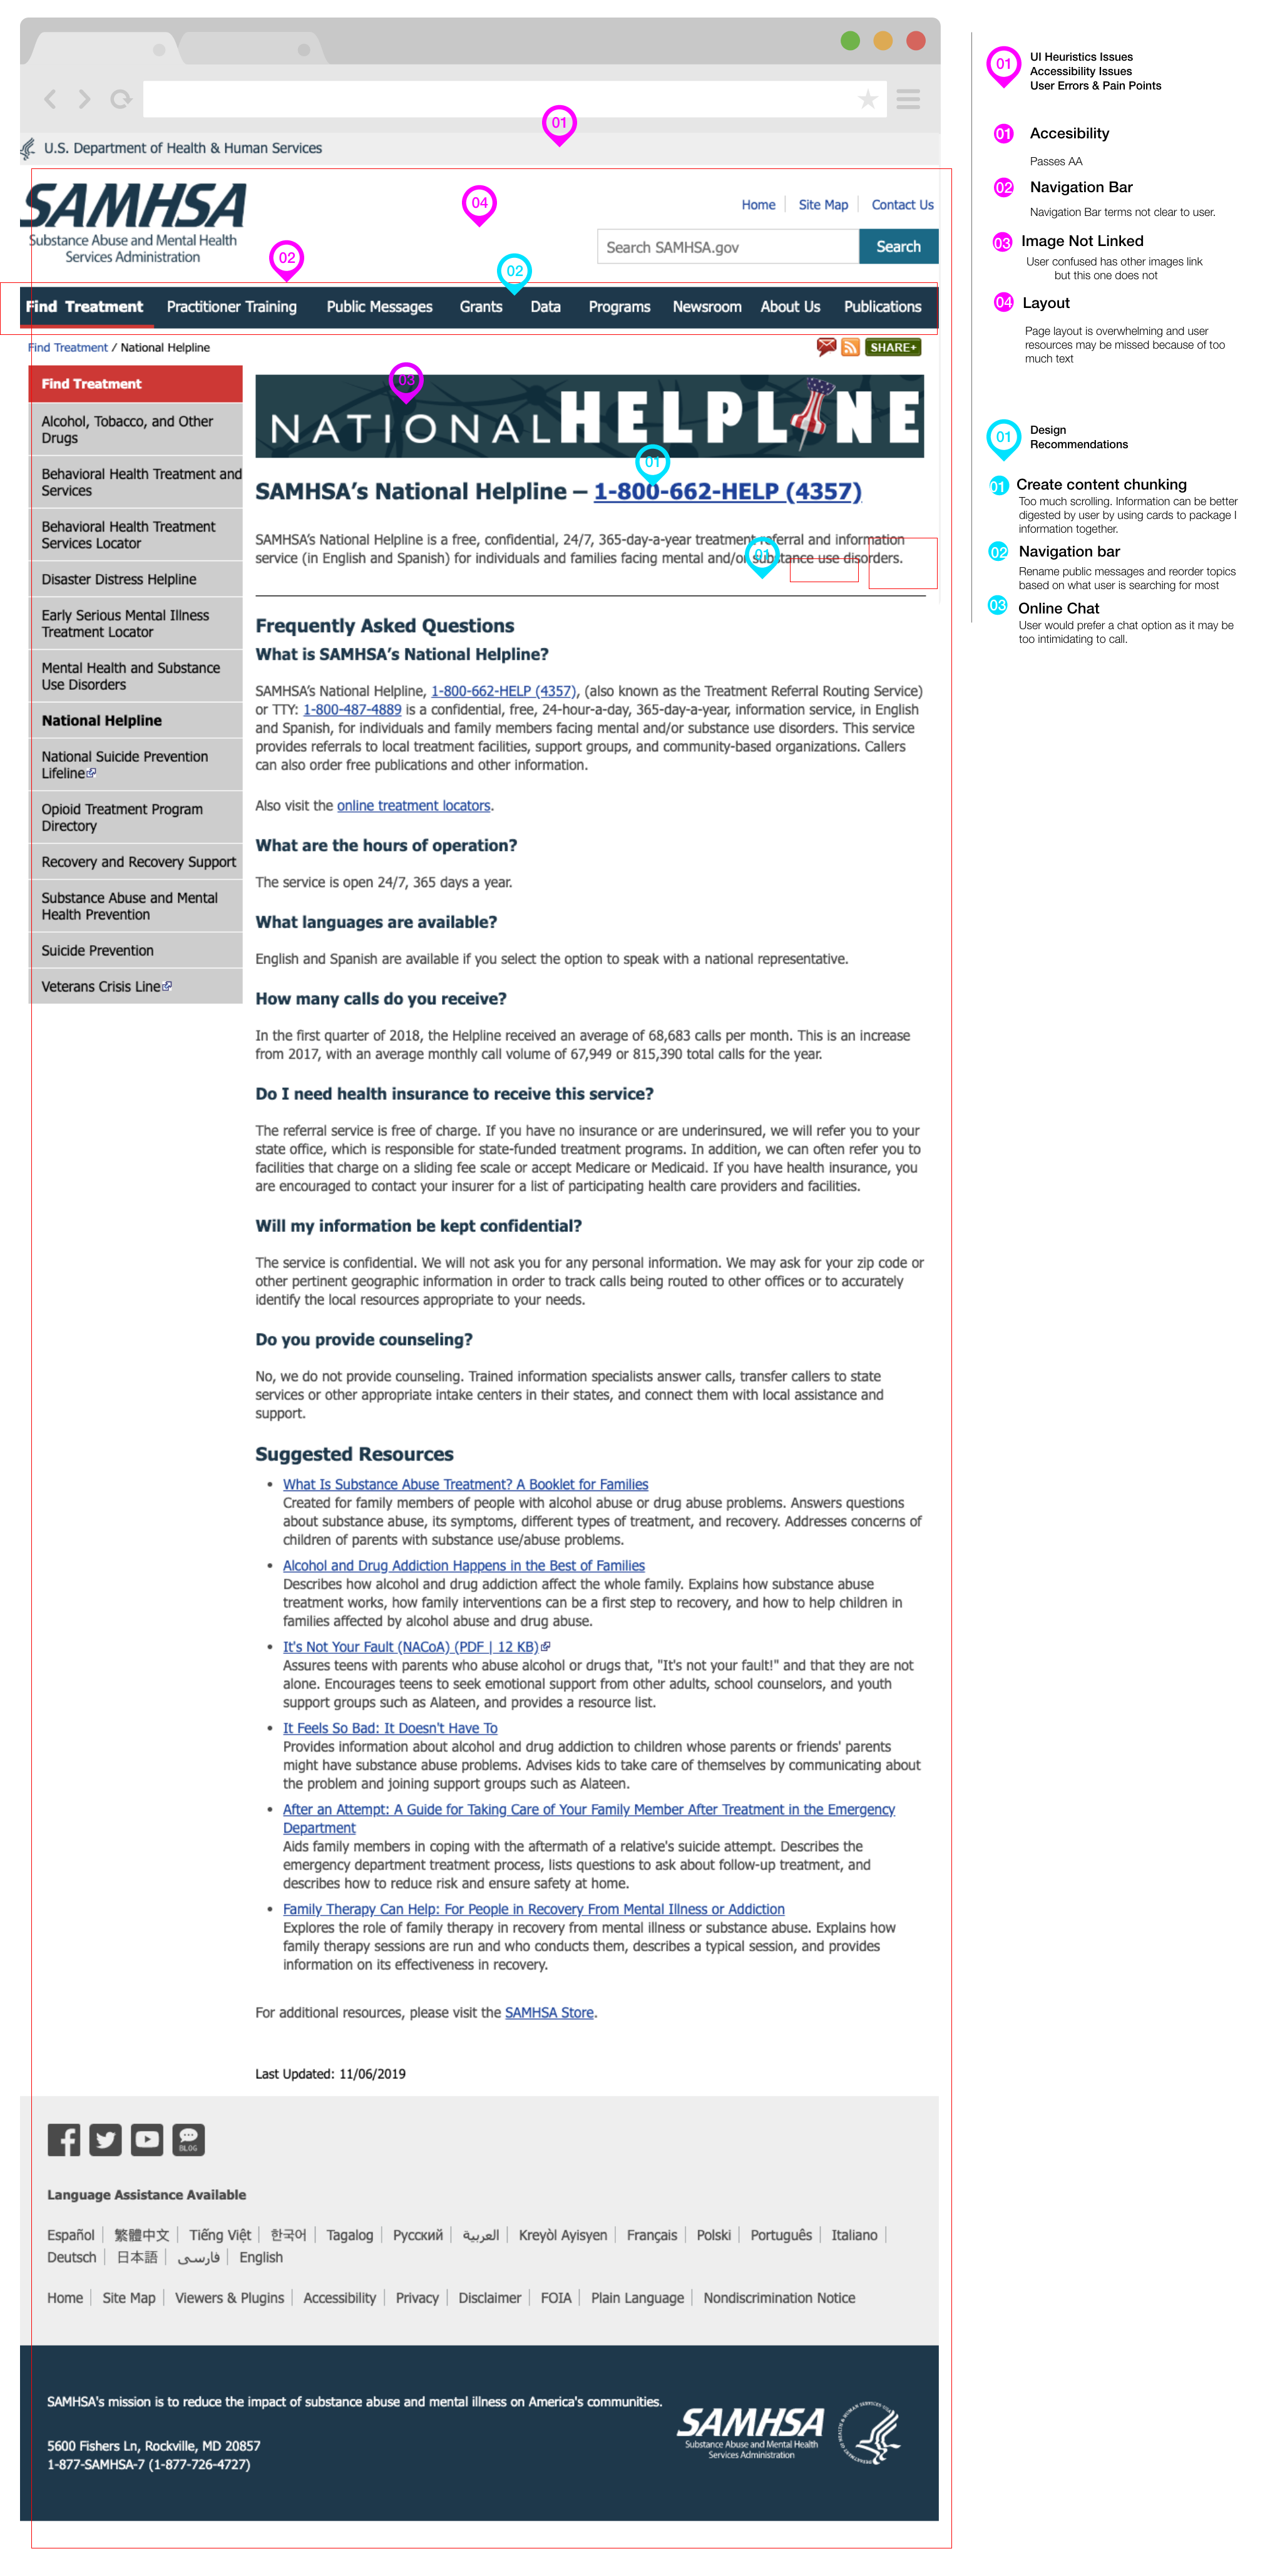 U.S. Department of Health & Human Services
01
SAMHSA
Substance Abuse and Mental Health
Services Administration
04
Home
Site Map
Contact Us
Search SAMHSA.gov
Search
02
02
Find Treatment
Practitioner Training
Public Messages
Grants
Data
Programs
Newsroom
About Us
Publications
Find Treatment / National Helpline
SHARE+
Find Treatment
Alcohol, Tobacco, and Other
Drugs
Behavioral Health Treatment and
Services
Behavioral Health Treatment
Services Locator
Disaster Distress Helpline
Early Serious Mental Illness
Treatment Locator
Mental Health and Substance
Use Disorders
National Helpline
National Suicide Prevention
Lifeline
Opioid Treatment Program
Directory
Recovery and Recovery Support
Substance Abuse and Mental
Health Prevention
Suicide Prevention
Veterans Crisis Line
03
NATIONAL HELPLINE
01
SAMHSA's National Helpline – 1-800-662-HELP (4357)
SAMHSA's National Helpline is a free, confidential, 24/7, 365-day-a-year treatment referral and information
service (in English and Spanish) for individuals and families facing mental and/or substance use disorders.
01
Frequently Asked Questions
What is SAMHSA's National Helpline?
SAMHSA's National Helpline, 1-800-662-HELP (4357), (also known as the Treatment Referral Routing Service)
or TTY: 1-800-487-4889 is a confidential, free, 24-hour-a-day, 365-day-a-year, information service, in English
and Spanish, for individuals and family members facing mental and/or substance use disorders. This service
provides referrals to local treatment facilities, support groups, and community-based organizations. Callers
can also order free publications and other information.
Also visit the online treatment locators.
What are the hours of operation?
The service is open 24/7, 365 days a year.
What languages are available?
English and Spanish are available if you select the option to speak with a national representative.
How many calls do you receive?
In the first quarter of 2018, the Helpline received an average of 68,683 calls per month. This is an increase
from 2017, with an average monthly call volume of 67,949 or 815,390 total calls for the year.
Do I need health insurance to receive this service?
The referral service is free of charge. If you have no insurance or are underinsured, we will refer you to your
state office, which is responsible for state-funded treatment programs. In addition, we can often refer you to
facilities that charge on a sliding fee scale or accept Medicare or Medicaid. If you have health insurance, you
are encouraged to contact your insurer for a list of participating health care providers and facilities.
Will my information be kept confidential?
The service is confidential. We will not ask you for any personal information. We may ask for your zip code or
other pertinent geographic information in order to track calls being routed to other offices or to accurately
identify the local resources appropriate to your needs.
Do you provide counseling?
No, we do not provide counseling. Trained information specialists answer calls, transfer callers to state
services or other appropriate intake centers in their states, and connect them with local assistance and
support.
Suggested Resources
• What Is Substance Abuse Treatment? A Booklet for Families
Created for family members of people with alcohol abuse or drug abuse problems. Answers questions
about substance abuse, its symptoms, different types of treatment, and recovery. Addresses concerns of
children of parents with substance use/abuse problems.
• Alcohol and Drug Addiction Happens in the Best of Families
Describes how alcohol and drug addiction affect the whole family. Explains how substance abuse
treatment works, how family interventions can be a first step to recovery, and how to help children in
families affected by alcohol abuse and drug abuse.
• It's Not Your Fault (NACoA) (PDF | 12 KB)
Assures teens with parents who abuse alcohol or drugs that, "It's not your fault!" and that they are not
alone. Encourages teens to seek emotional support from other adults, school counselors, and youth
support groups such as Alateen, and provides a resource list.
• It Feels So Bad: It Doesn't Have To
Provides information about alcohol and drug addiction to children whose parents or friends' parents
might have substance abuse problems. Advises kids to take care of themselves by communicating about
the problem and joining support groups such as Alateen.
• After an Attempt: A Guide for Taking Care of Your Family Member After Treatment in the Emergency
Department
Aids family members in coping with the aftermath of a relative's suicide attempt. Describes the
emergency department treatment process, lists questions to ask about follow-up treatment, and
describes how to reduce risk and ensure safety at home.
• Family Therapy Can Help: For People in Recovery From Mental Illness or Addiction
Explores the role of family therapy in recovery from mental illness or substance abuse. Explains how
family therapy sessions are run and who conducts them, describes a typical session, and provides
information on its effectiveness in recovery.
For additional resources, please visit the SAMHSA Store.
Last Updated: 11/06/2019
BLOG
Language Assistance Available
Español | 繁體中文 | Tiếng Việt | 한국어 | Tagalog | Русский | العربية | Kreyòl Ayisyen | Français | Polski | Português | Italiano |
Deutsch | 日本語 | فارسی | English
Home | Site Map | Viewers & Plugins | Accessibility | Privacy | Disclaimer | FOIA | Plain Language | Nondiscrimination Notice
SAMHSA's mission is to reduce the impact of substance abuse and mental illness on America's communities.
5600 Fishers Ln, Rockville, MD 20857
1-877-SAMHSA-7 (1-877-726-4727)
SAMHSA
Substance Abuse and Mental Health
Services Administration
01
UI Heuristics Issues
Accessibility Issues
User Errors & Pain Points
01 Accesibility
Passes AA
02 Navigation Bar
Navigation Bar terms not clear to user.
03 Image Not Linked
User confused has other images link
but this one does not
04 Layout
Page layout is overwhelming and user
resources may be missed because of too
much text
01
Design
Recommendations
01 Create content chunking
Too much scrolling. Information can be better
digested by user by using cards to package l
information together.
02 Navigation bar
Rename public messages and reorder topics
based on what user is searching for most
03 Online Chat
User would prefer a chat option as it may be
too intimidating to call.